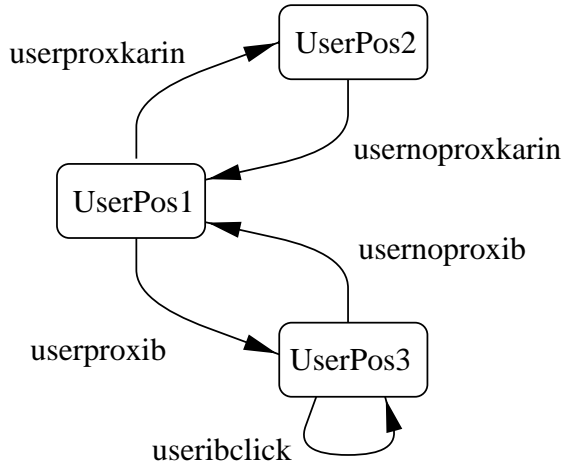 userproxkarin
UserPos2
usernoproxkarin
UserPos1
usernoproxib
userproxib
UserPos3
useribclick